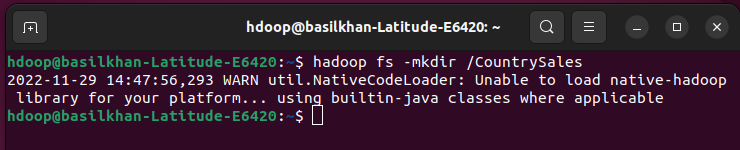 hdoop@basilkhan-Latitude-E6420: ~
hdoop@basilkhan-Latitude-E6420:~$ hadoop fs -mkdir /CountrySales
2022-11-29 14:47:56,293 WARN util.NativeCodeLoader: Unable to load native-hadoop
 library for your platform... using builtin-java classes where applicable
hdoop@basilkhan-Latitude-E6420:~$